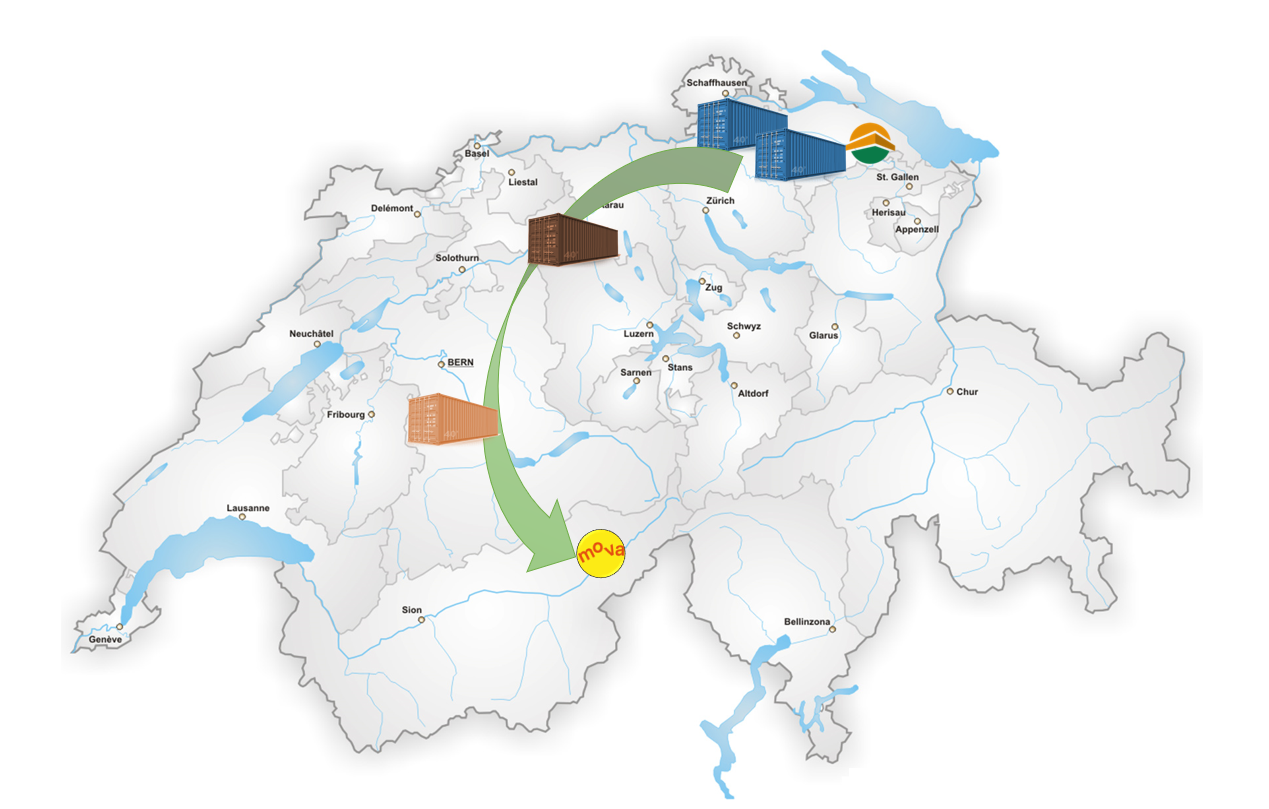 Schaffhausen
Basel
Liestal
St. Gallen
Delémont
Zürich
arau
Herisau
Appenzell
Solothurn
Zug
Neuchâtel
Luzern
Schwyz
Glarus
BERN
Stans
Sarnen
Altdorf
Chur
Fribourg
Lausanne
mova
Sion
Bellinzona
Genève